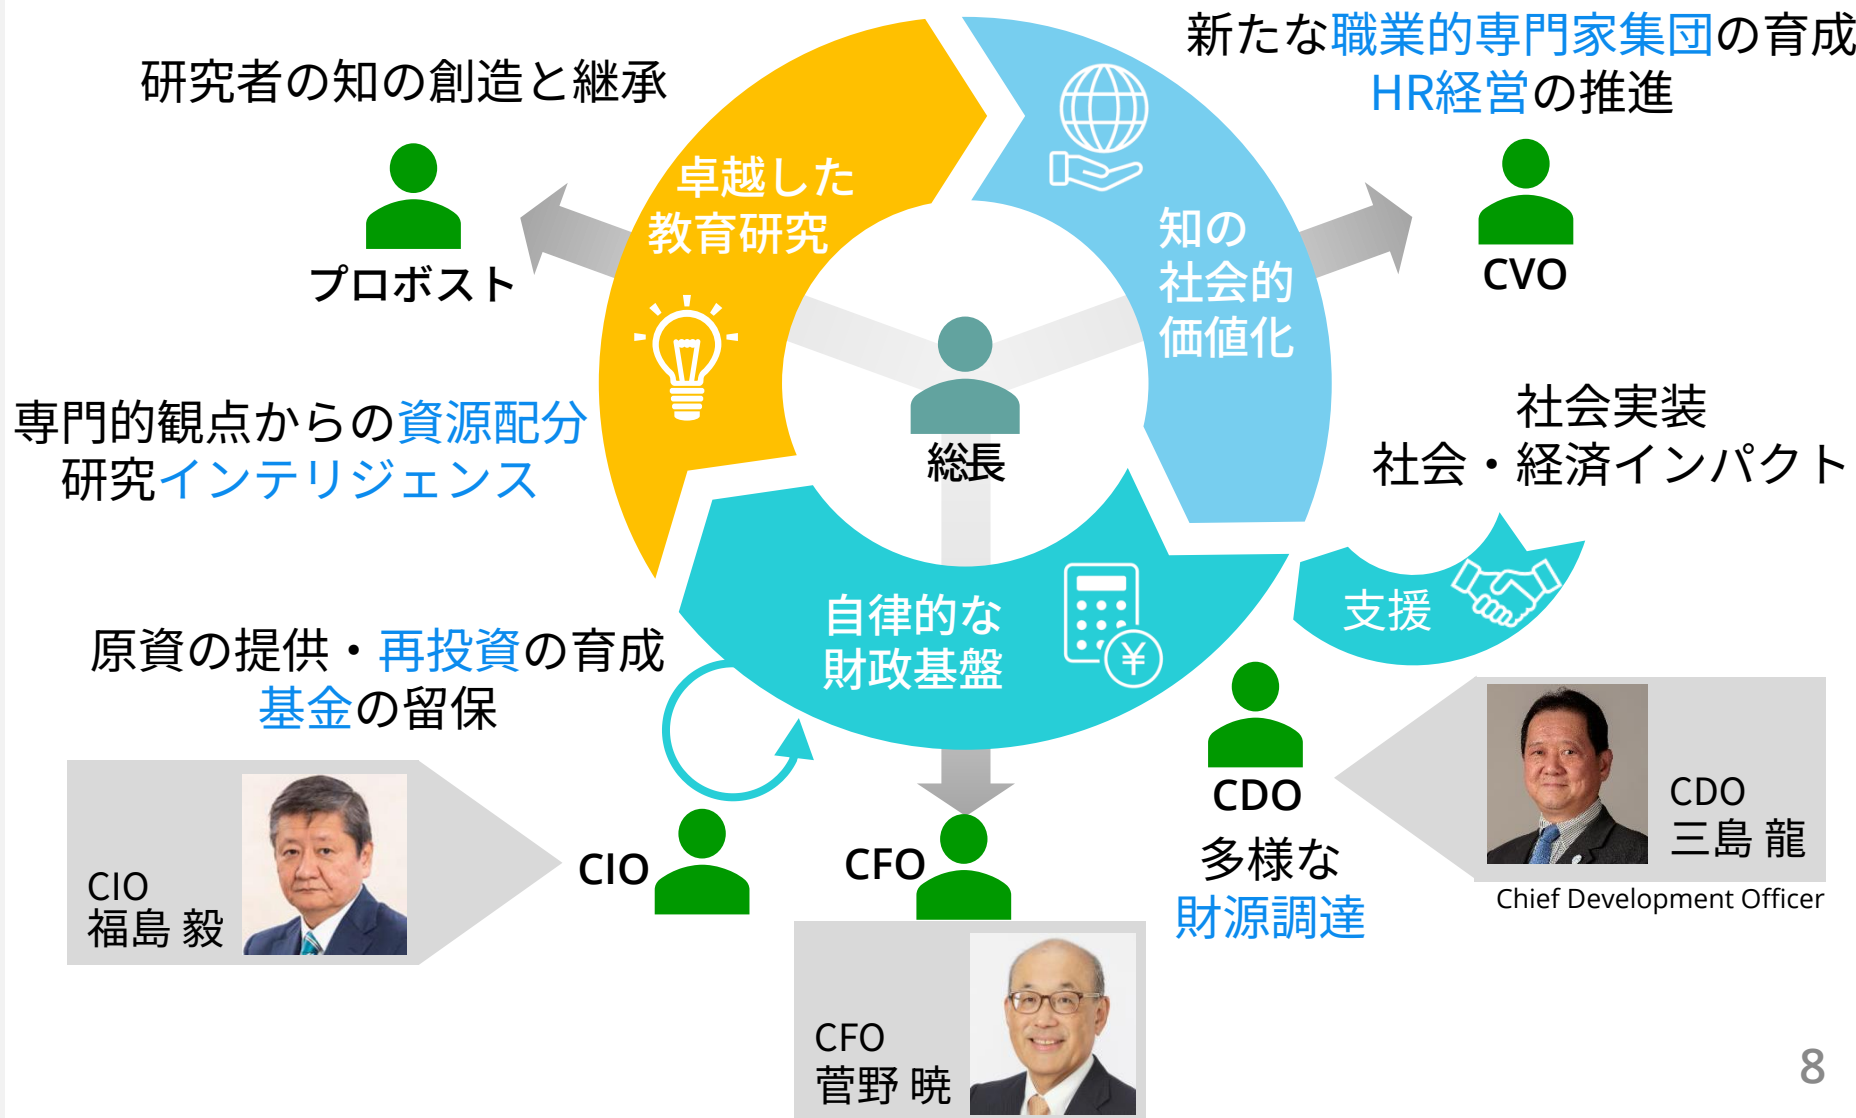 新たな職業的専門家集団の育成
HR経営の推進
研究者の知の創造と継承
プロボスト
卓越した
教育研究
知の
社会的
価値化
CVO
総長
専門的観点からの資源配分
研究インテリジェンス
社会実装
社会・経済インパクト
支援
自律的な
財政基盤
¥
原資の提供・再投資の育成
基金の留保
CIO
福島 毅
CIO
CFO
CFO
菅野 暁
CDO
多様な
財源調達
CDO
三島 龍
Chief Development Officer
8